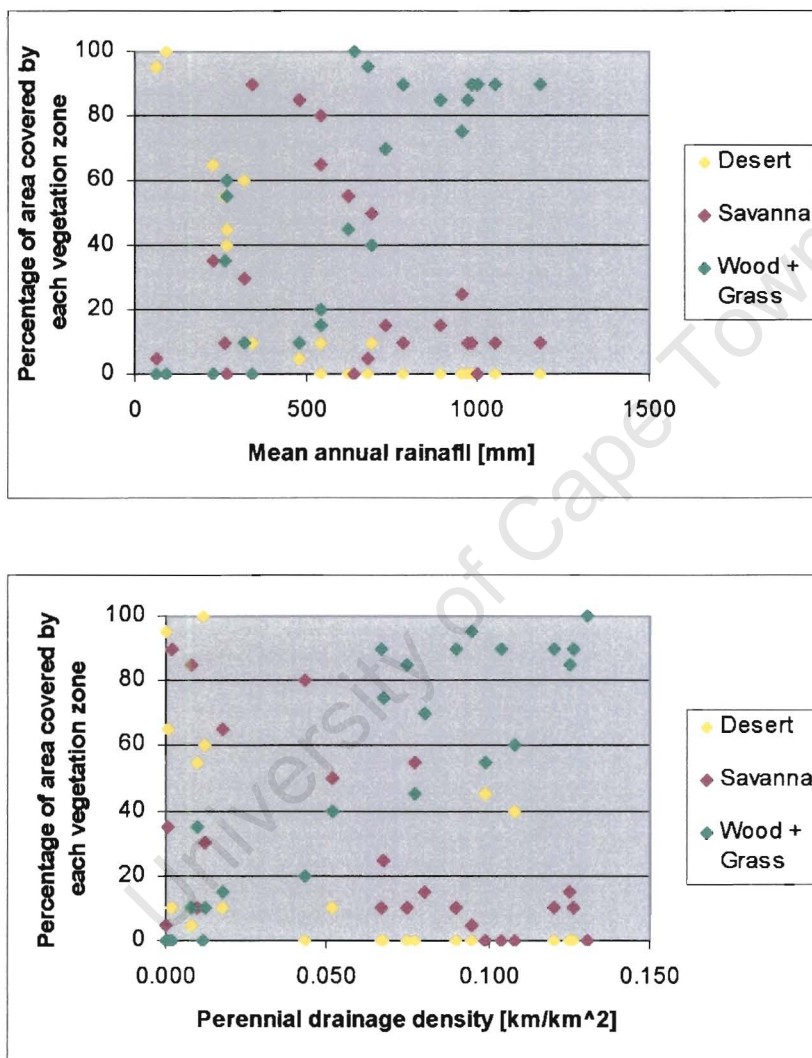 Percentage of area covered by
each vegetation zone
100
80
60
40
20
0
0
500
1000
1500
Mean annual rainafll [mm]
Desert
Savanna
Wood +
Grass
Percentage of area covered by
each vegetation zone
100
80
60
40
20
0
0.000
0.050
0.100
0.150
Perennial drainage density [km/km^2]
Desert
Savanna
Wood +
Grass
University of Cape Town